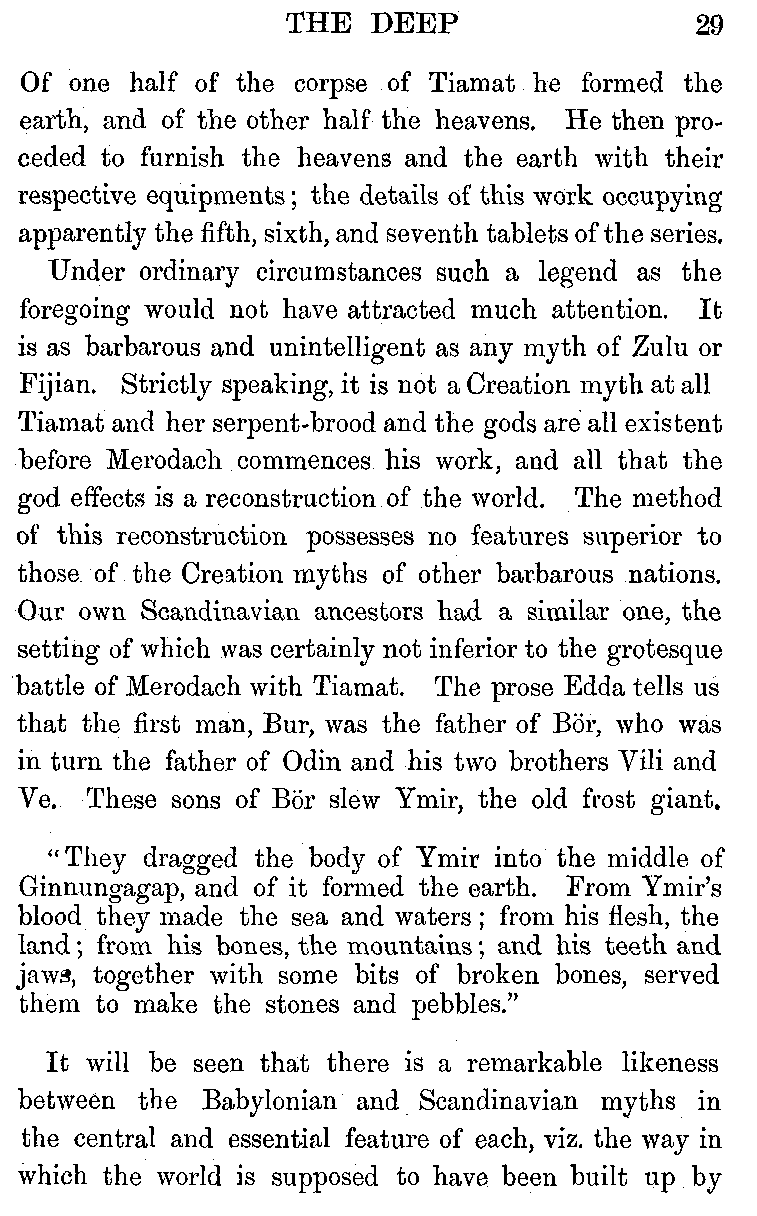 THE DEEP 29
Of one half of the corpse of Tiamat he formed the
earth, and of the other half the heavens. He then pro-
ceded to furnish the heavens and the earth with their
respective equipments; the details of this work occupying
apparently the fifth, sixth, and seventh tablets of the series.
Under ordinary circumstances such a legend as the
foregoing would not have attracted much attention. It
is as barbarous and unintelligent as any myth of Zulu or
Fijian. Strictly speaking, it is not a Creation myth at all
Tiamat and her serpent-brood and the gods are all existent
before Merodach commences his work, and all that the
god effects is a reconstruction of the world. The method
of this reconstruction possesses no features superior to
those of the Creation myths of other barbarous nations.
Our own Scandinavian ancestors had a similar one, the
setting of which was certainly not inferior to the grotesque
battle of Merodach with Tiamat. The prose Edda tells us
that the first man, Bur, was the father of Bör, who was
in turn the father of Odin and his two brothers Vili and
Ve. These sons of Bör slew Ymir, the old frost giant.
“They dragged the body of Ymir into the middle of
Ginnungagap, and of it formed the earth. From Ymir’s
blood they made the sea and waters; from his flesh, the
land; from his bones, the mountains; and his teeth and
jaws, together with some bits of broken bones, served
them to make the stones and pebbles.”
It will be seen that there is a remarkable likeness
between the Babylonian and Scandinavian myths in
the central and essential feature of each, viz. the way in
which the world is supposed to have been built up by